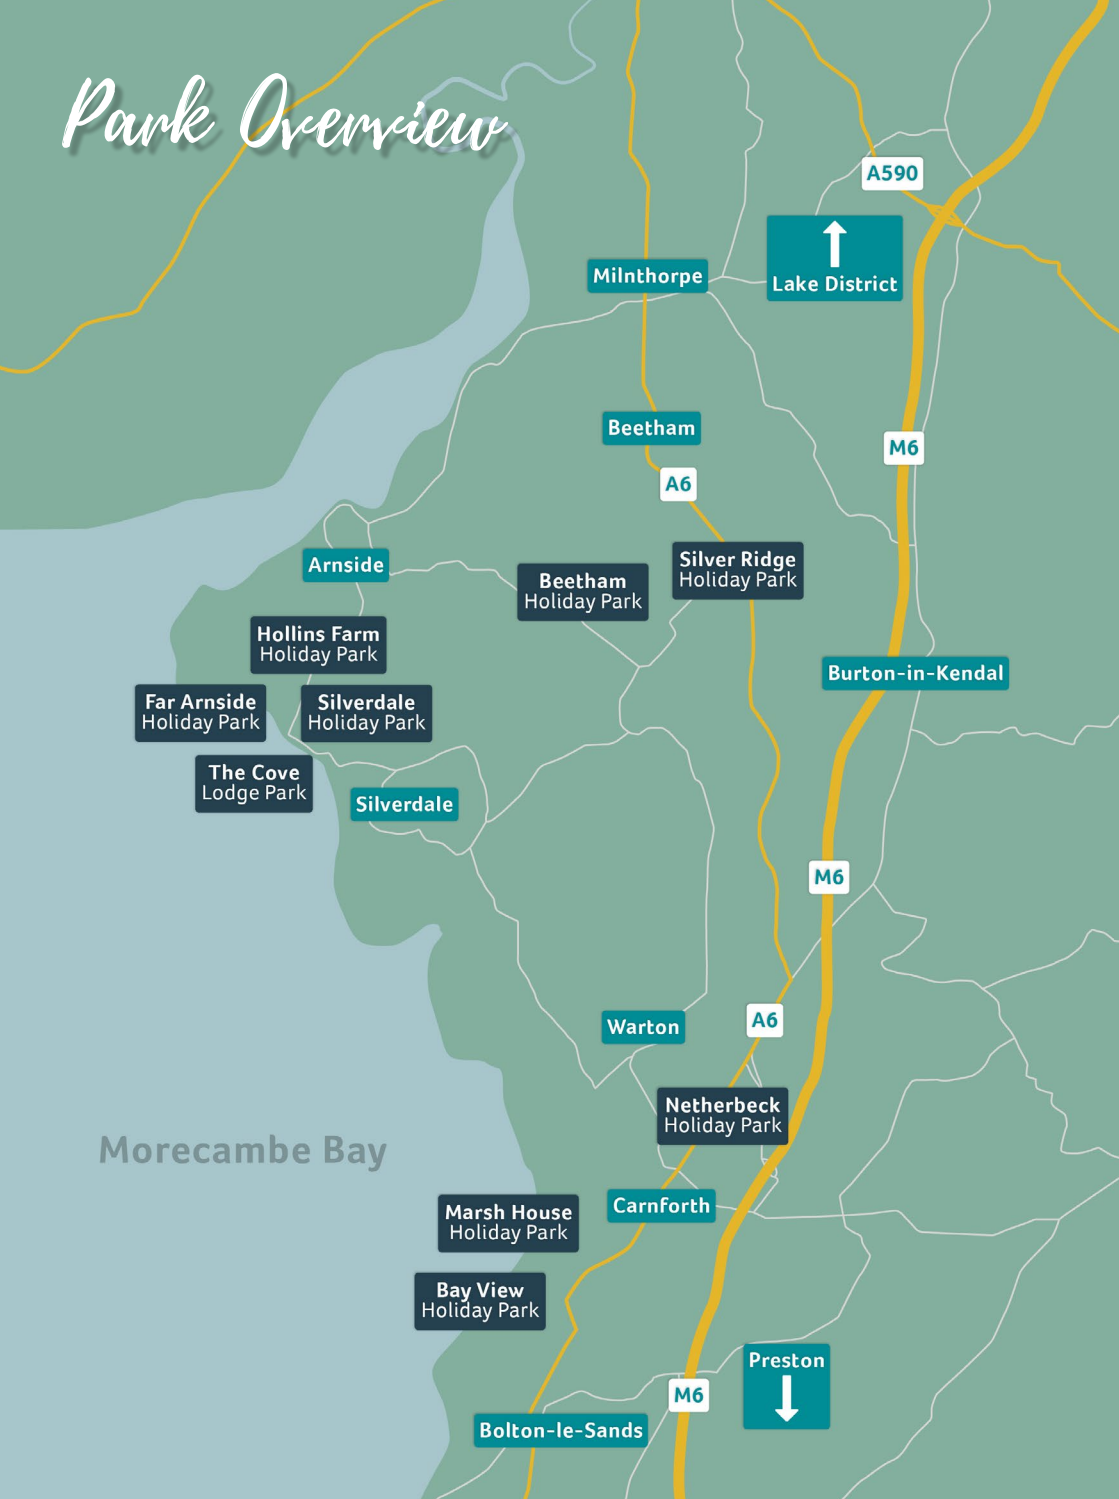 Park Overview
A590
Lake District
Milnthorpe
Beetham
M6
A6
Silver Ridge
Holiday Park
Arnside
Beetham
Holiday Park
Hollins Farm
Holiday Park
Burton-in-Kendal
Far Arnside
Holiday Park
Silverdale
Holiday Park
The Cove
Lodge Park
Silverdale
M6
Warton
A6
Netherbeck
Holiday Park
Morecambe Bay
Carnforth
Marsh House
Holiday Park
Bay View
Holiday Park
Preston
M6
Bolton-le-Sands